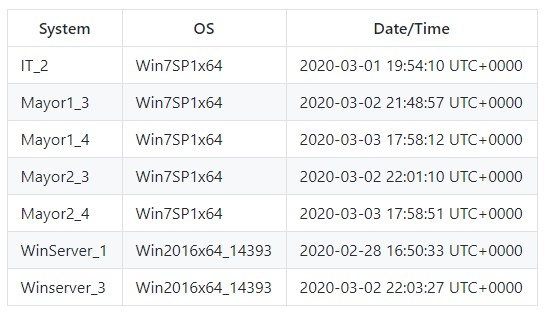 System OS Date/Time
IT_2 Win7SP1x64 2020-03-01 19:54:10 UTC+0000
Mayor1_3 Win7SP1x64 2020-03-02 21:48:57 UTC+0000
Mayor1_4 Win7SP1x64 2020-03-03 17:58:12 UTC+0000
Mayor2_3 Win7SP1x64 2020-03-02 22:01:10 UTC+0000
Mayor2_4 Win7SP1x64 2020-03-03 17:58:51 UTC+0000
WinServer_1 Win2016x64_14393 2020-02-28 16:50:33 UTC+0000
Winserver_3 Win2016x64_14393 2020-03-02 22:03:27 UTC+0000